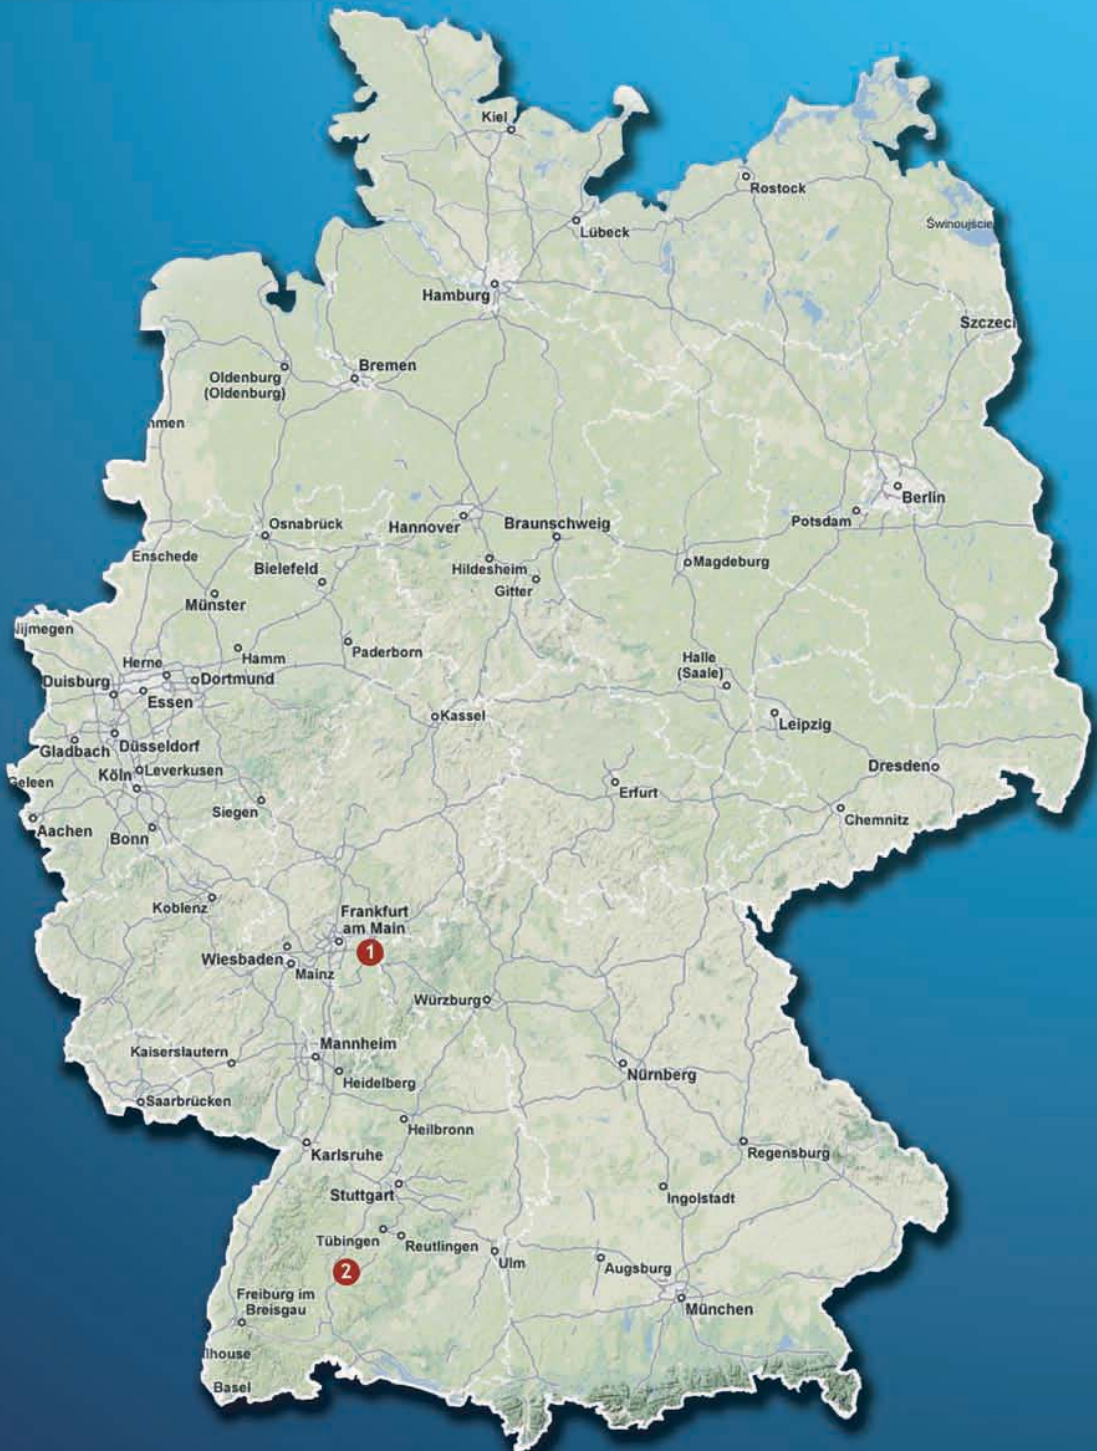 Kiel
Rostock
Lübeck
Świnoujście
Hamburg
Szczeci
Bremen
Oldenburg
(Oldenburg)
nmen
Berlin
Potsdam
Osnabrück
Hannover
Braunschweig
Enschede
Bielefeld
Hildesheim
Gitter
Magdeburg
Münster
Nijmegen
Herne
Hamm
Paderborn
Halle
(Saale)
Duisburg
Dortmund
Essen
Kassel
Leipzig
Gladbach
Düsseldorf
Köln
Leverkusen
Geleen
Dresden
Siegen
Erfurt
Aachen
Bonn
Chemnitz
Koblenz
Frankfurt
am Main
1
Wiesbaden
Mainz
Würzburg
Kaiserslautern
Mannheim
Heidelberg
Nürnberg
Saarbrücken
Heilbronn
Karlsruhe
Regensburg
Stuttgart
Ingolstadt
Tübingen
Reutlingen
Ulm
Augsburg
2
Freiburg im
Breisgau
München
lhouse
Basel